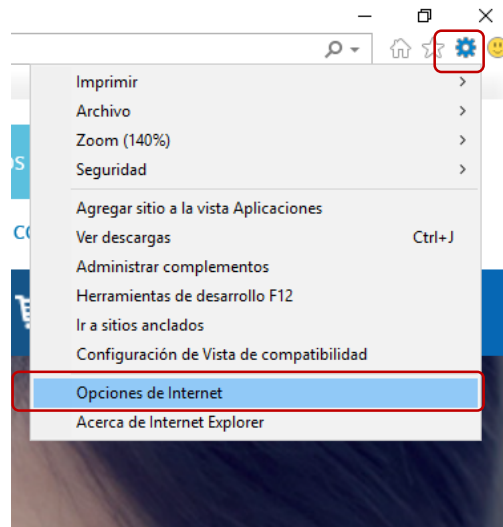 Imprimir
Archivo
Zoom (140%)
Seguridad
Agregar sitio a la vista Aplicaciones
Ver descargas Ctrl+J
Administrar complementos
Herramientas de desarrollo F12
Ir a sitios anclados
Configuración de Vista de compatibilidad
Opciones de Internet
Acerca de Internet Explorer